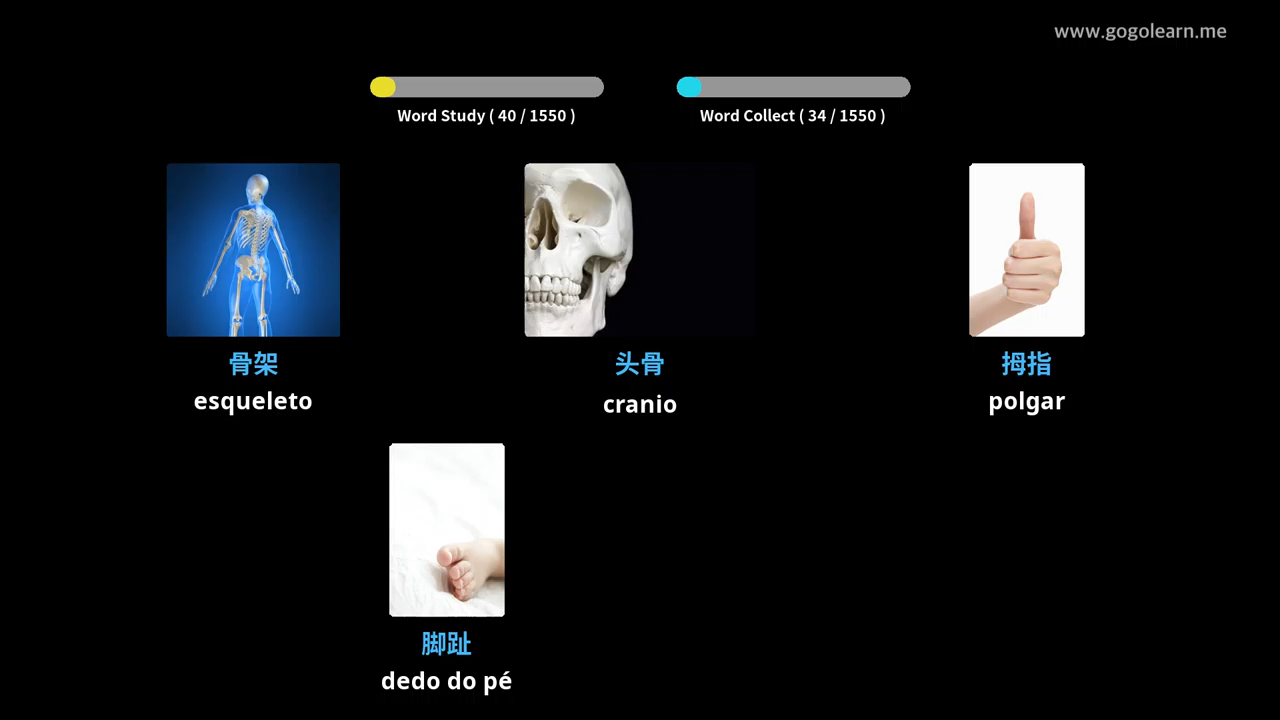 www.gogolearn.me
Word Study ( 40 / 1550 )
Word Collect ( 34 / 1550 )
骨架
esqueleto
头骨
cranio
拇指
polgar
脚趾
dedo do pé